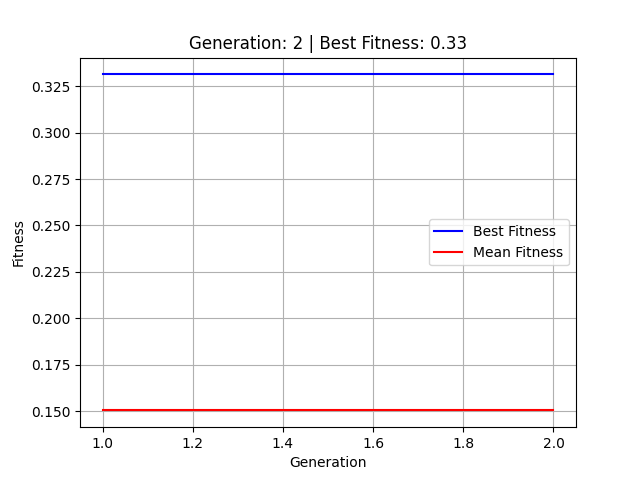 Generation: 2 | Best Fitness: 0.33
Fitness
0.325
0.300
0.275
0.250
0.225
0.200
0.175
0.150
Best Fitness
Mean Fitness
1.0 1.2 1.4 1.6 1.8 2.0
Generation